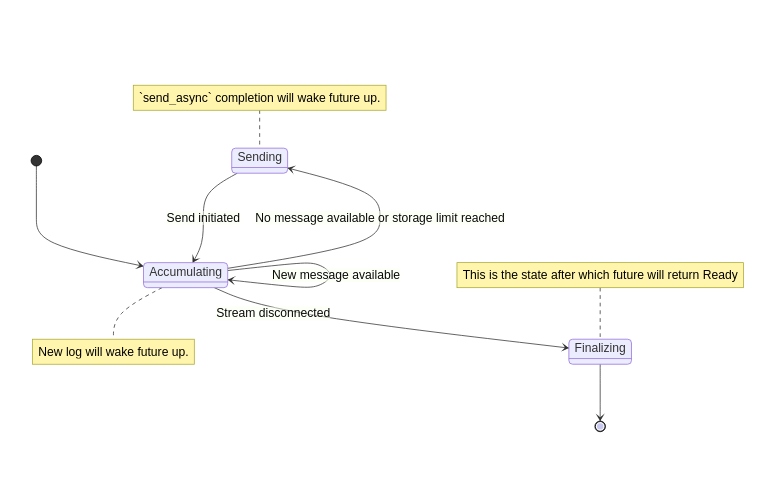 `send_async` completion will wake future up.
Sending
Send initiated
No message available or storage limit reached
Accumulating
New message available
This is the state after which future will return Ready
Stream disconnected
New log will wake future up.
Finalizing